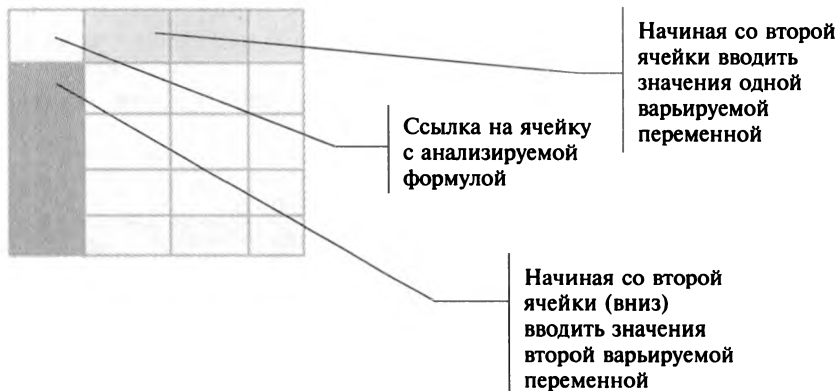 Начиная со второй
ячейки вводить
значения одной
варьируемой
переменной
Ссылка на ячейку
с анализируемой
формулой
Начиная со второй
ячейки (вниз)
вводить значения
второй варьируемой
переменной